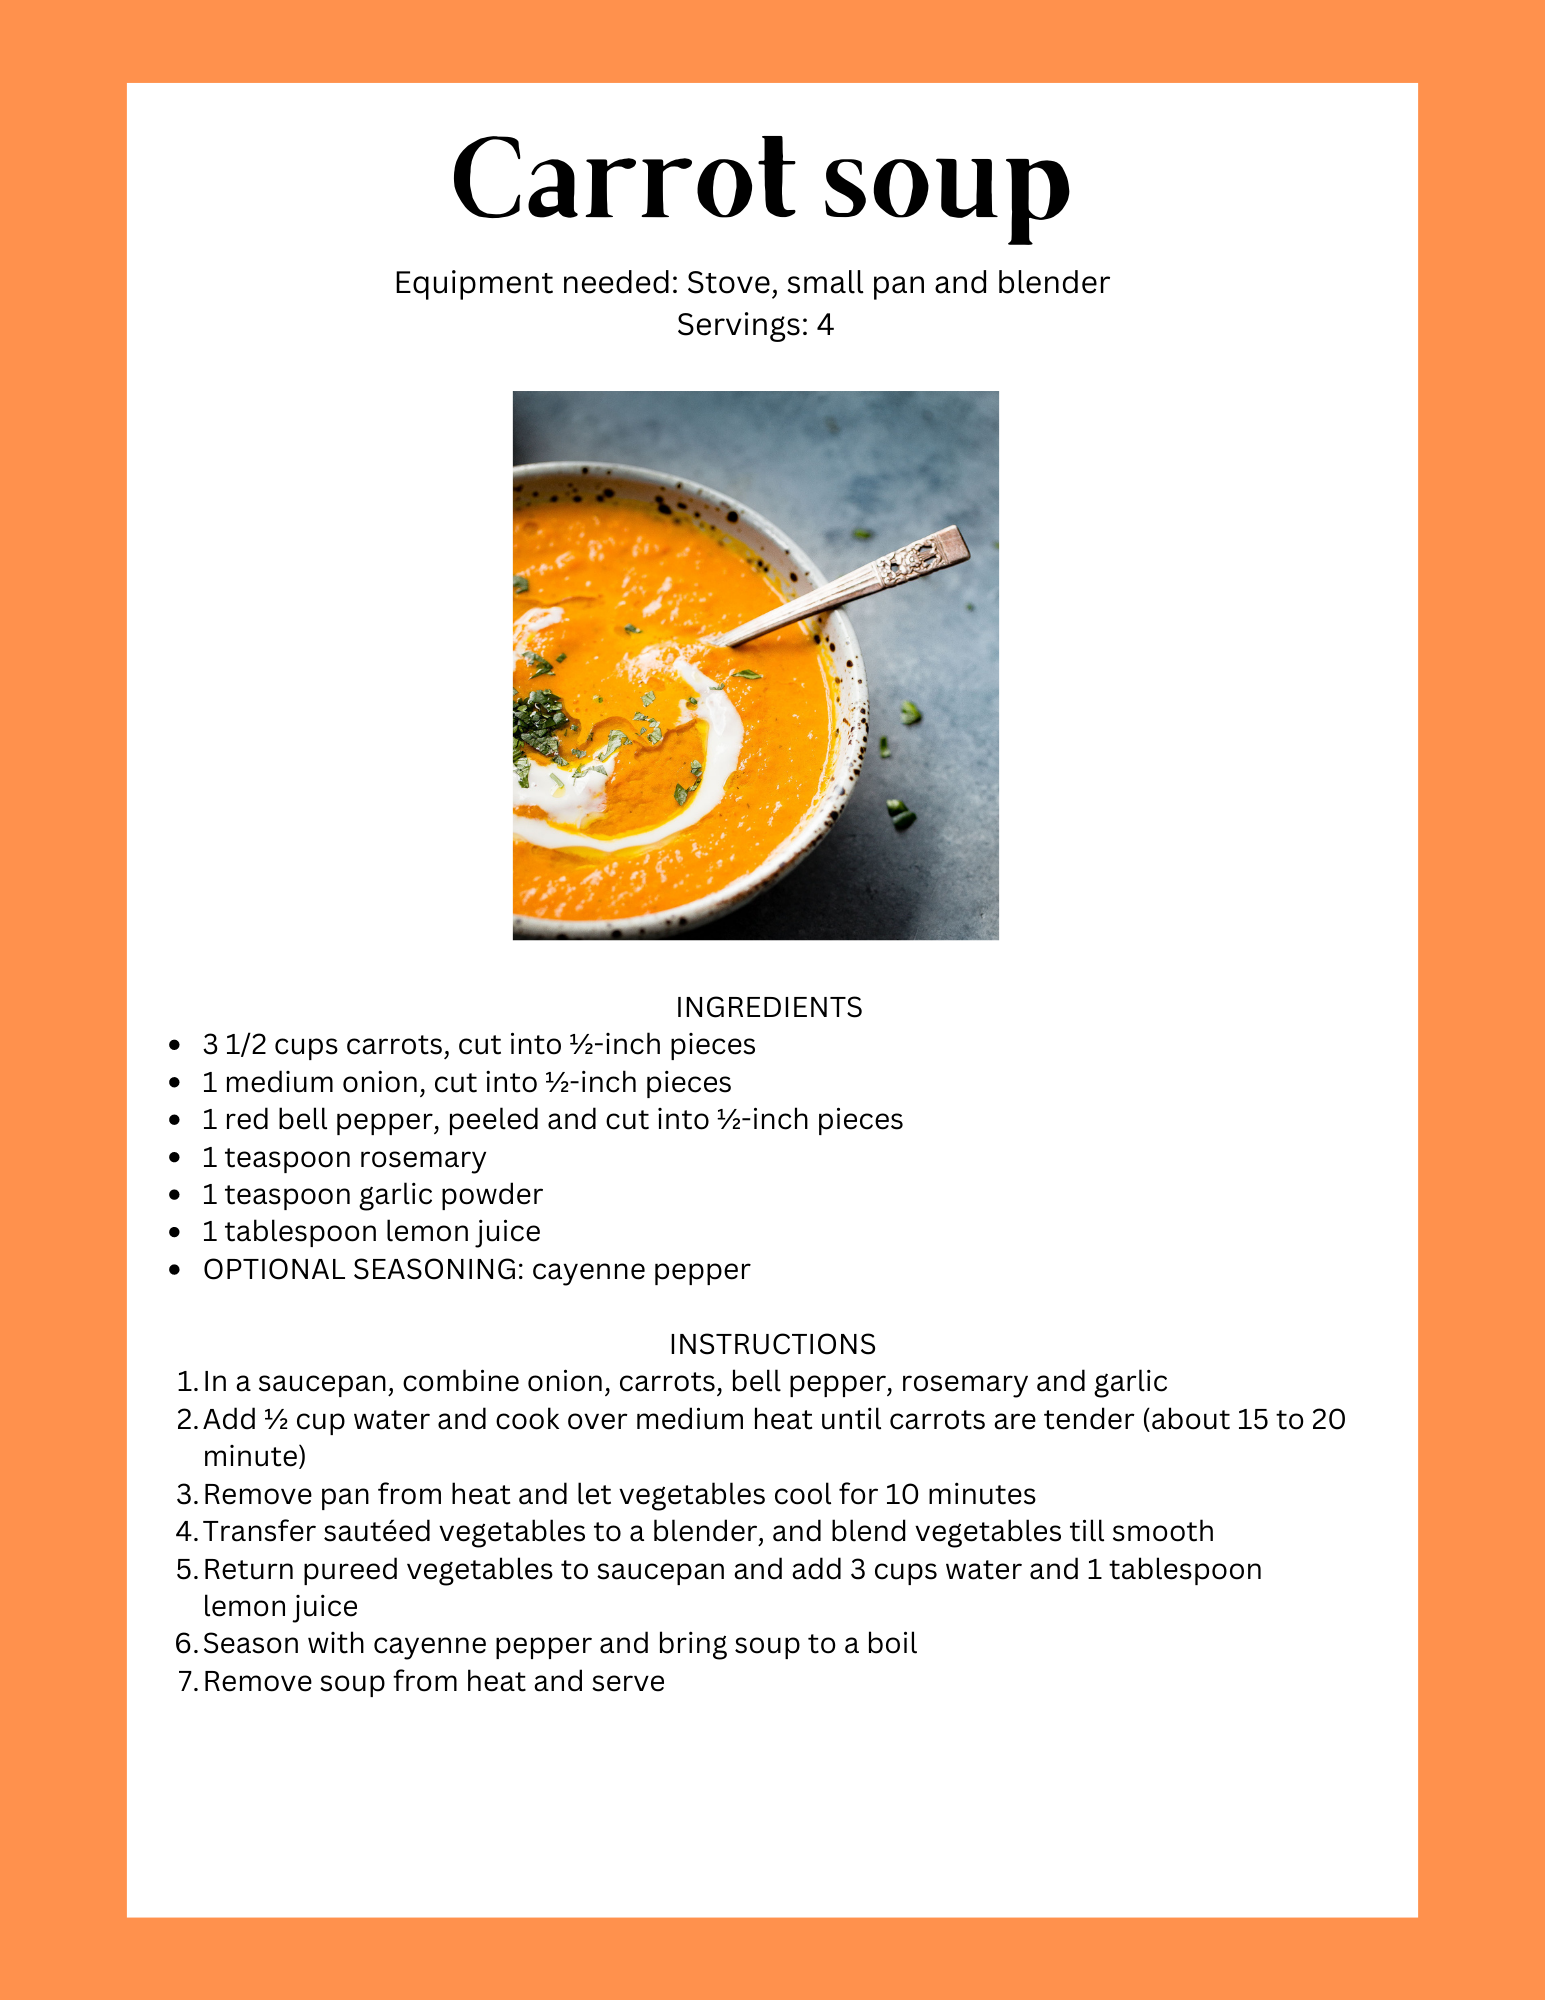 Carrot soup
Equipment needed: Stove, small pan and blender
Servings: 4
INGREDIENTS
• 3 1/2 cups carrots, cut into ½-inch pieces
• 1 medium onion, cut into ½-inch pieces
• 1 red bell pepper, peeled and cut into ½-inch pieces
• 1 teaspoon rosemary
• 1 teaspoon garlic powder
• 1 tablespoon lemon juice
• OPTIONAL SEASONING: cayenne pepper
INSTRUCTIONS
1. In a saucepan, combine onion, carrots, bell pepper, rosemary and garlic
2. Add ½ cup water and cook over medium heat until carrots are tender (about 15 to 20
minute)
3. Remove pan from heat and let vegetables cool for 10 minutes
4. Transfer sautéed vegetables to a blender, and blend vegetables till smooth
5. Return pureed vegetables to saucepan and add 3 cups water and 1 tablespoon
lemon juice
6. Season with cayenne pepper and bring soup to a boil
7. Remove soup from heat and serve